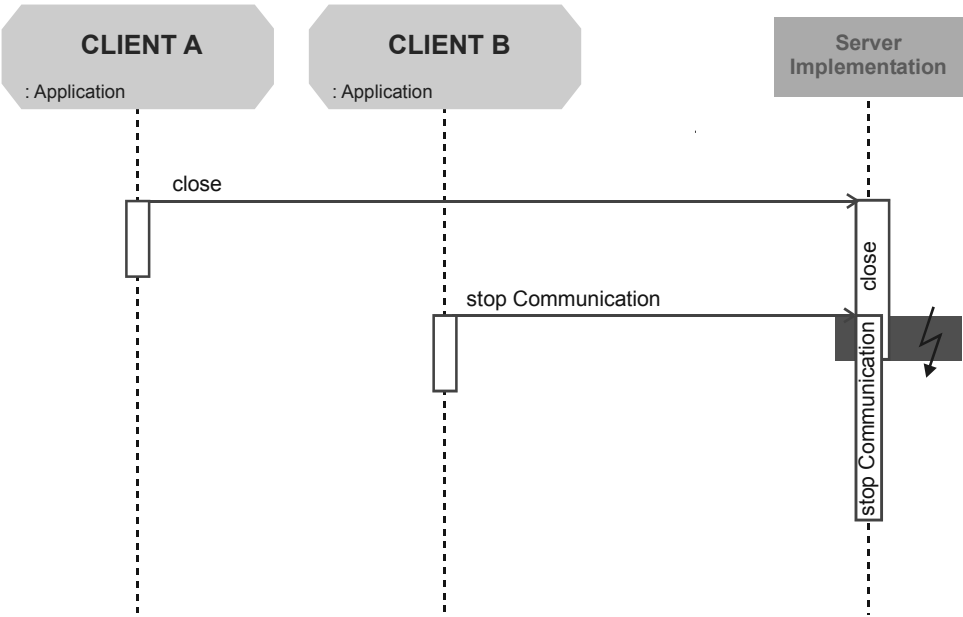 CLIENT A
: Application
CLIENT B
: Application
Server
Implementation
close
close
stop Communication
stop Communication